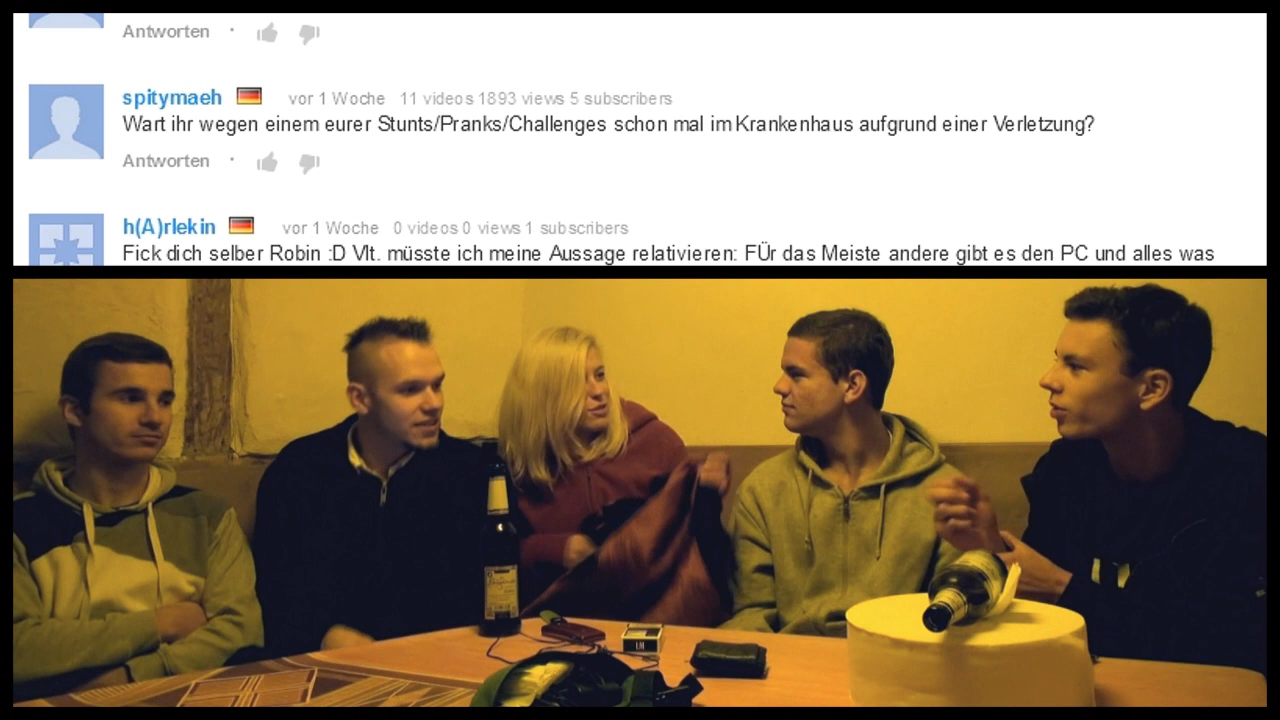 Antworten ·
spitymaeh vor 1 Woche 11 videos 1893 views 5 subscribers
Wart ihr wegen einem eurer Stunts/Pranks/Challenges schon mal im Krankenhaus aufgrund einer Verletzung?
Antworten ·
h(A)rlekin vor 1 Woche 0 videos 0 views 1 subscribers
Fick dich selber Robin :D Vlt. müsste ich meine Aussage relativieren: FÜr das Meiste andere gibt es den PC und alles was
LM